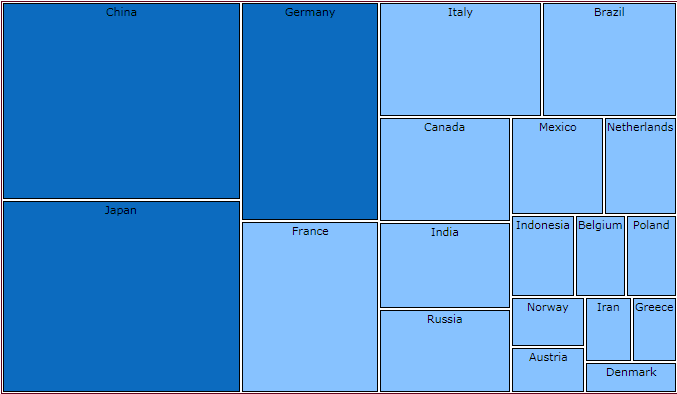 China
Germany
Italy
Brazil
Canada
Mexico
Netherlands
Japan
France
India
Indonesia
Belgium
Poland
Russia
Norway
Iran
Greece
Austria
Denmark